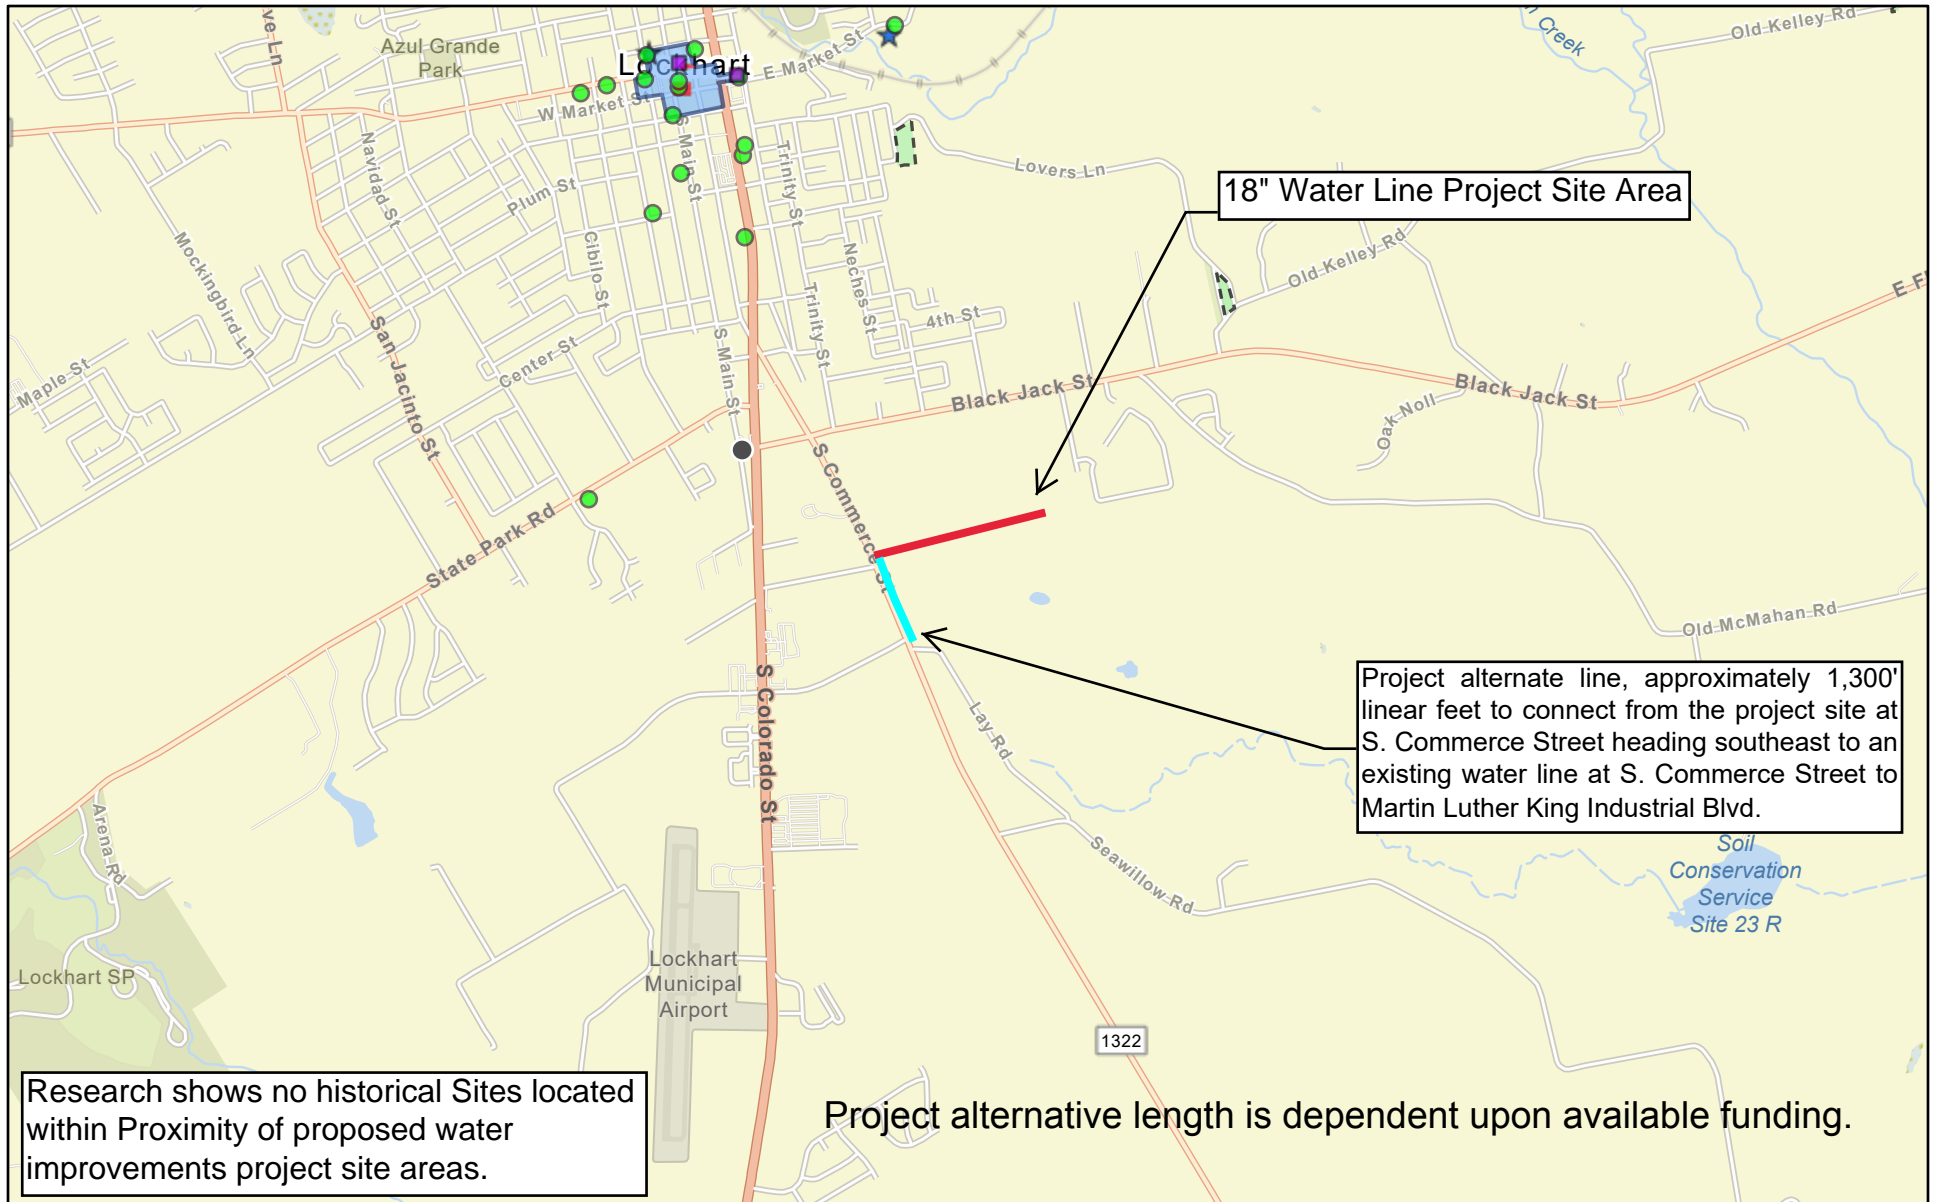 Azul Grande
Park
ve Ln
Lockhart
E Market St
W Market St
Creek
Old Kelley Rd
Navidad St
Plum St
S Main St
Trinity St
Lovers Ln
18" Water Line Project Site Area
Mockingbird Ln
Cibilo St
Neches St
Old Kelley Rd
E F
Trinity St
4th St
San Jacinto St
S Main St
Center St
Maple St
Black Jack St
Black Jack St
Oak Noll
S Commerce St
State Park Rd
Old McMahan Rd
S Colorado St
Project alternate line, approximately 1,300'
linear feet to connect from the project site at
S. Commerce Street heading southeast to an
existing water line at S. Commerce Street to
Martin Luther King Industrial Blvd.
Lay Rd
Arena Rd
Seawillow Rd
Soil
Conservation
Service
Site 23 R
Lockhart SP
Lockhart
Municipal
Airport
1322
Research shows no historical Sites located
within Proximity of proposed water
improvements project site areas.
Project alternative length is dependent upon available funding.